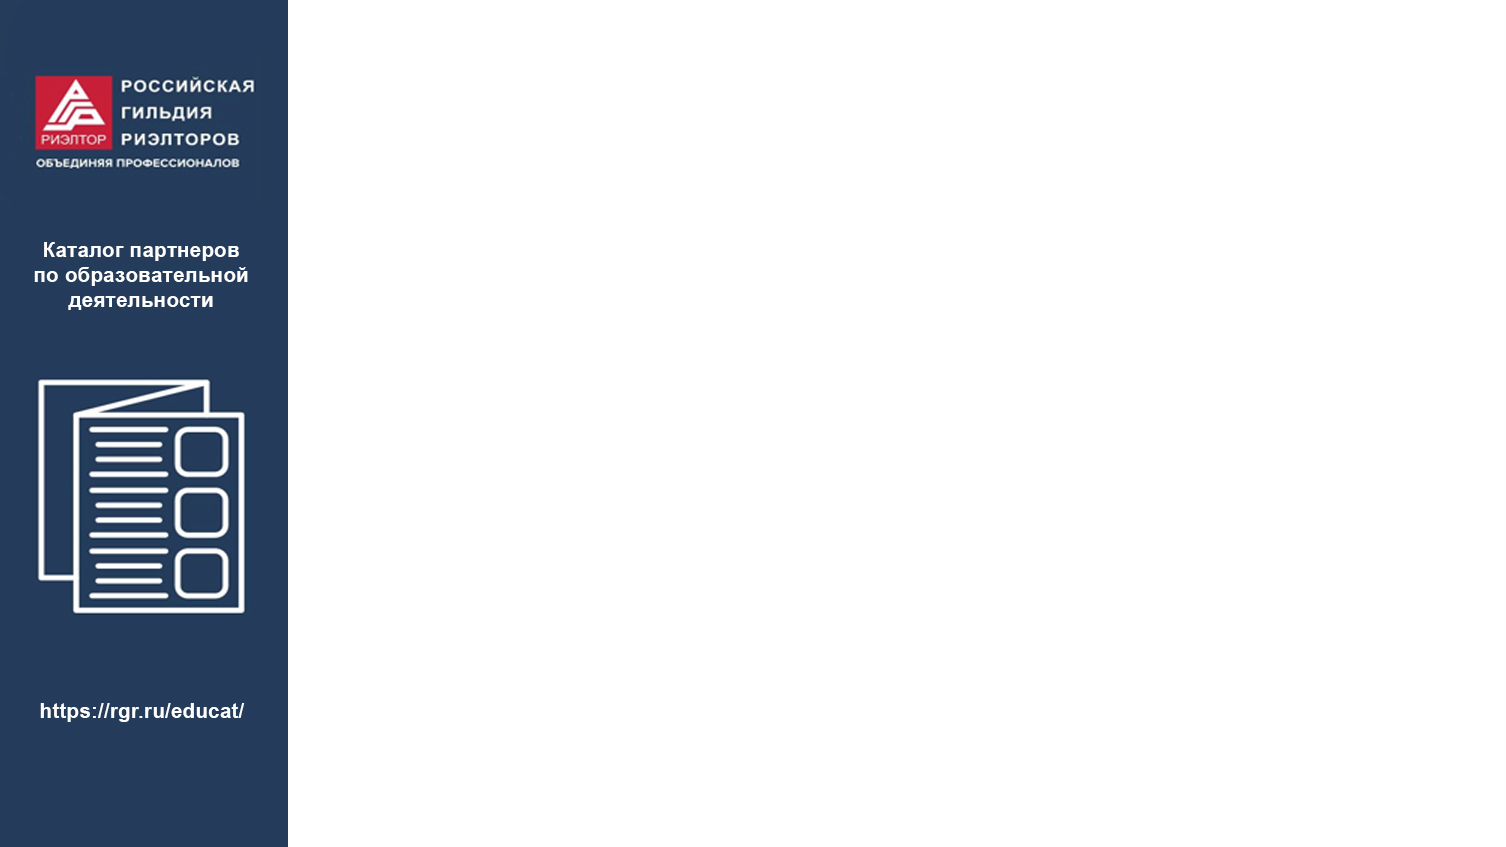 РОССИЙСКАЯ
ГИЛЬДИЯ
РИЭЛТОРОВ
РИЭЛТОР
ОБЪЕДИНЯЯ ПРОФЕССИОНАЛОВ
Каталог партнеров
по образовательной
деятельности
https://rgr.ru/educat/